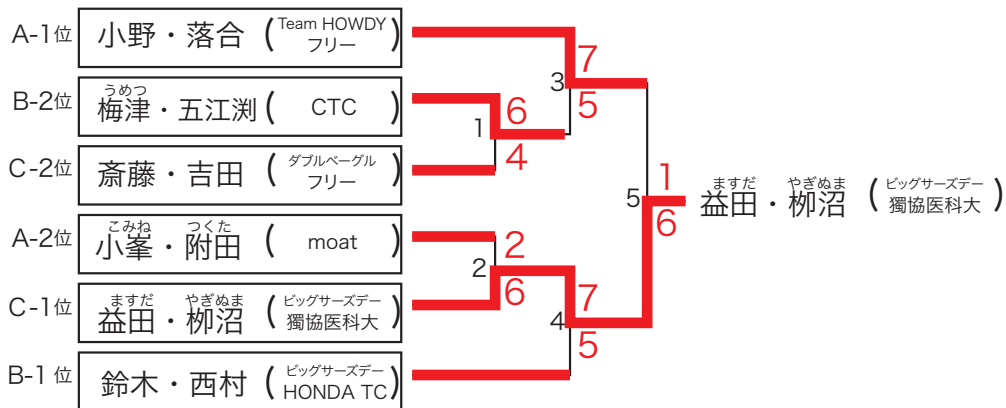 A-1位 小野・落合 (Team HOWDY フリー)
B-2位 梅津・五江渕 (CTC)
うめつ
C-2位 斎藤・吉田 (ダブルベーグル フリー)
A-2位 小峯・附田 (moat)
こみね つくた
C-1位 益田・栁沼 (ビッグサーズデー 獨協医科大)
ますだ やぎぬま
B-1位 鈴木・西村 (ビッグサーズデー HONDA TC)
1
6
4
2
2
6
3
7
5
4
7
5
5
1
6
ますだ やぎぬま
益田・栁沼 (ビッグサーズデー 獨協医科大)